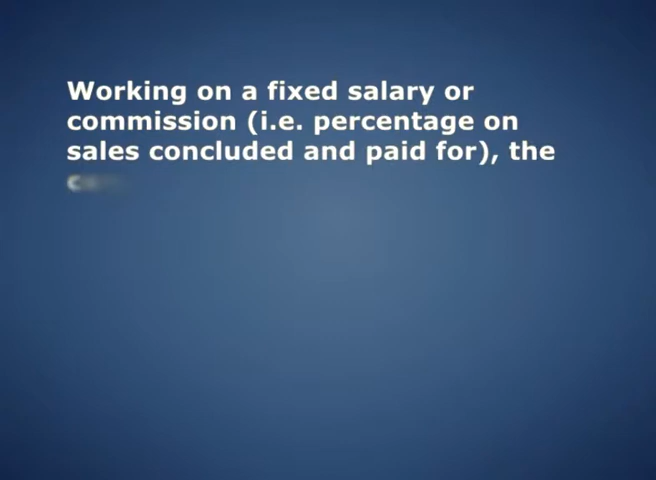 Working on a fixed salary or
commission (i.e. percentage on
sales concluded and paid for), the